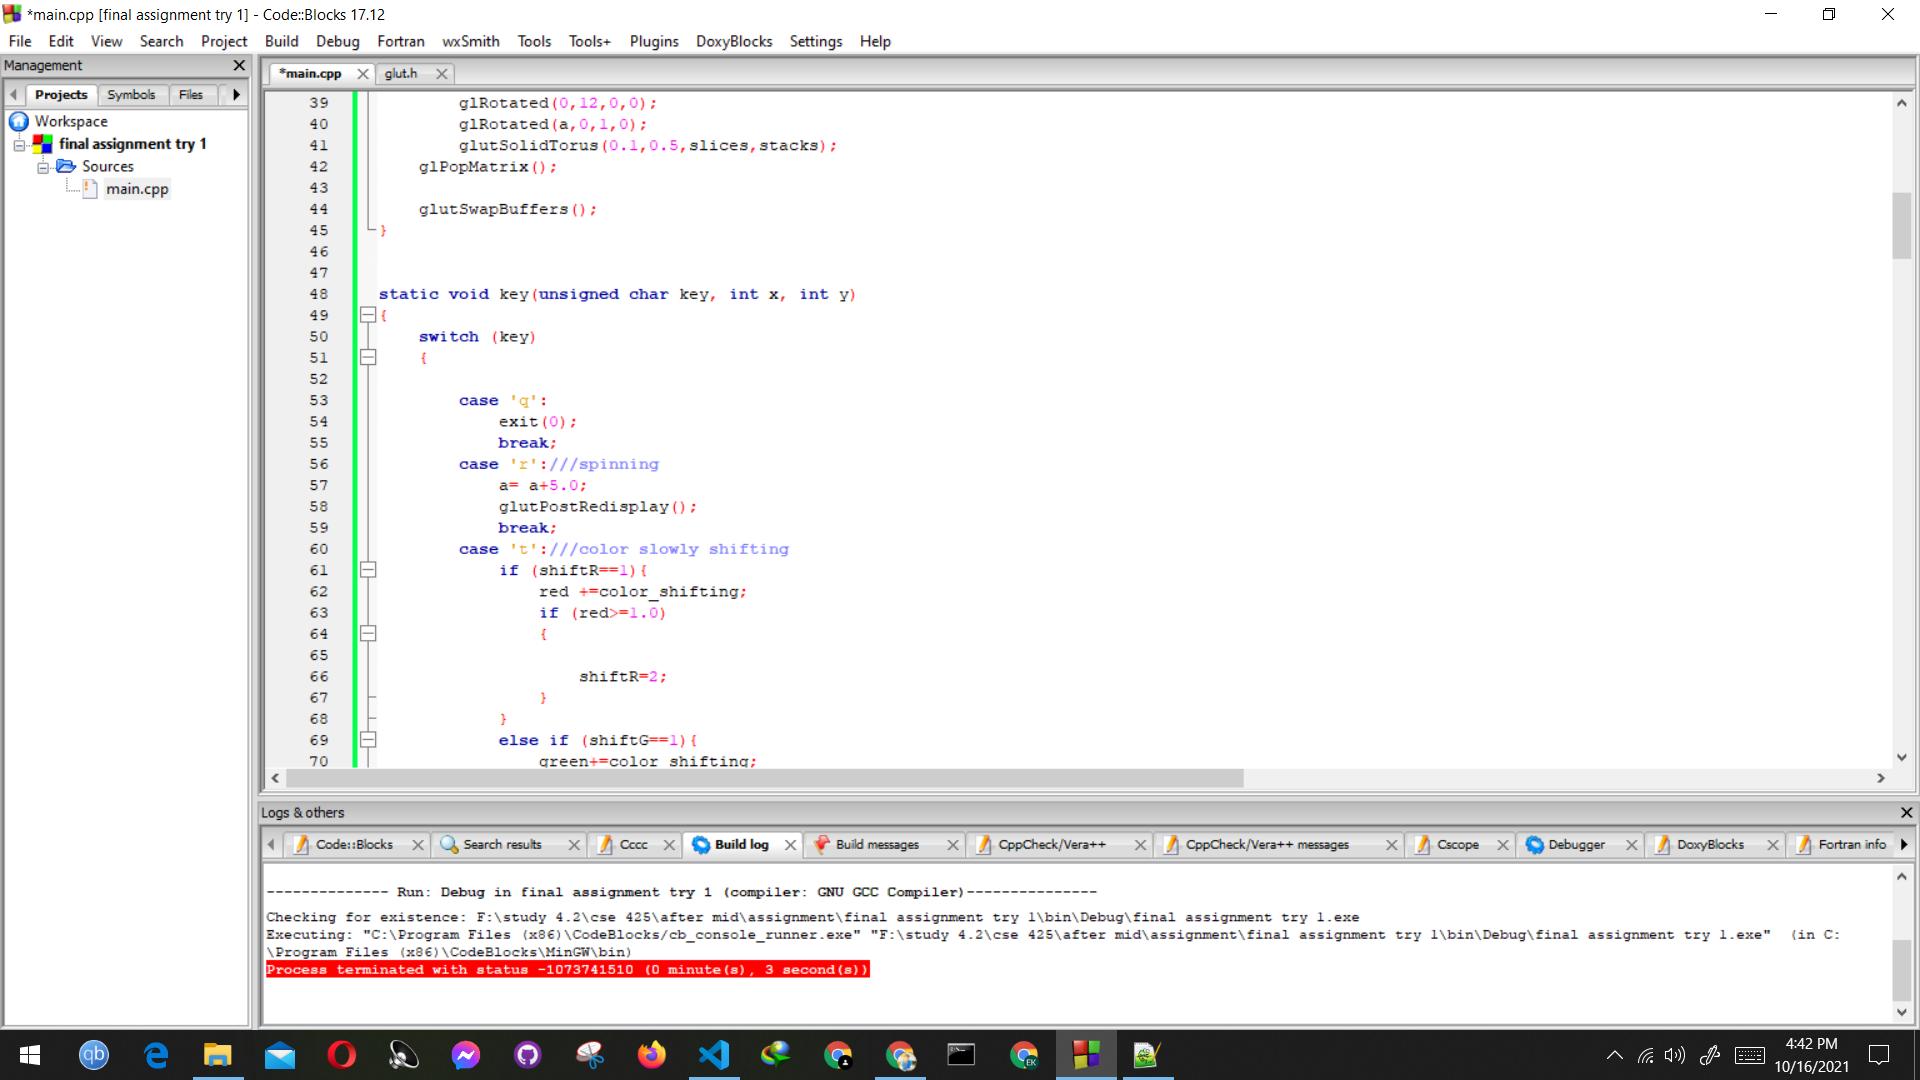 *main.cpp [final assignment try 1] - Code::Blocks 17.12
File Edit View Search Project Build Debug Fortran wxSmith Tools Tools+ Plugins DoxyBlocks Settings Help
Management
*main.cpp glut.h
Projects Symbols Files
Workspace
final assignment try 1
Sources
main.cpp
39 glRotated(0,12,0,0);
40 glRotated(a,0,1,0);
41 glutSolidTorus(0.1,0.5,slices,stacks);
42 glPopMatrix();
43
44 glutSwapBuffers();
45 }
46
47
48 static void key(unsigned char key, int x, int y)
49 {
50 switch (key)
51 {
52
53 case 'q':
54 exit(0);
55 break;
56 case 'r':///spinning
57 a= a+5.0;
58 glutPostRedisplay();
59 break;
60 case 't':///color slowly shifting
61 if (shiftR==1){
62 red +=color_shifting;
63 if (red>=1.0)
64 {
65
66 shiftR=2;
67 }
68 }
69 else if (shiftG==1){
70 green+=color_shifting;
Logs & others
Code::Blocks Search results Cccc Build log Build messages CppCheck/Vera++ CppCheck/Vera++ messages Cscope Debugger DoxyBlocks Fortran info
-------------- Run: Debug in final assignment try 1 (compiler: GNU GCC Compiler)---------------
Checking for existence: F:\study 4.2\cse 425\after mid\assignment\final assignment try 1\bin\Debug\final assignment try 1.exe
Executing: "C:\Program Files (x86)\CodeBlocks/cb_console_runner.exe" "F:\study 4.2\cse 425\after mid\assignment\final assignment try 1\bin\Debug\final assignment try 1.exe" (in C:
\Program Files (x86)\CodeBlocks\MinGW\bin)
Process terminated with status -1073741510 (0 minute(s), 3 second(s))
qb
EK
4:42 PM
10/16/2021